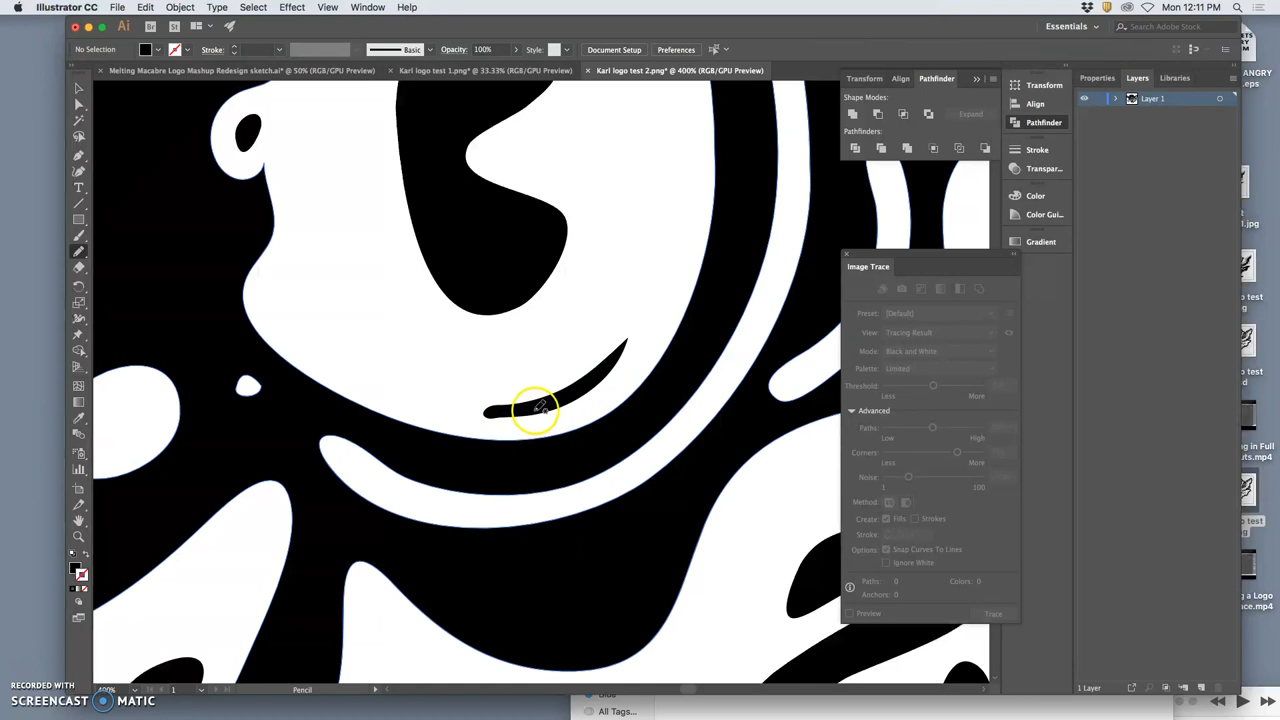 Illustrator CC File Edit Object Type Select Effect View Window Help Mon 12:11 PM
Ai Br St Essentials Search Adobe Stock
No Selection Stroke: Basic Opacity: 100% Style: Document Setup Preferences
Melting Macabre Logo Mashup Redesign sketch.ai* @ 50% (RGB/GPU Preview) Karl logo test 1.png* @ 33.33% (RGB/GPU Preview) Karl logo test 2.png* @ 400% (RGB/GPU Preview)
Transform Align Pathfinder
Shape Modes:
Expand
Pathfinders:
Transform
Align
Pathfinder
Stroke
Transpar...
Color
Color Gui...
Gradient
Properties Layers Libraries
Layer 1
Image Trace
Preset: [Default]
View: Tracing Result
Mode: Black and White
Palette: Limited
Threshold:
Less More
Advanced
Paths:
Low High
Corners:
Less More
Noise:
1 100
Method:
Create: Fills Strokes
Stroke:
Options: Snap Curves To Lines
Ignore White
Paths: 0 Colors: 0
Anchors: 0
Preview Trace
400% 1 Pencil
1 Layer
RECORDED WITH
SCREENCAST MATIC
Blue
All Tags...